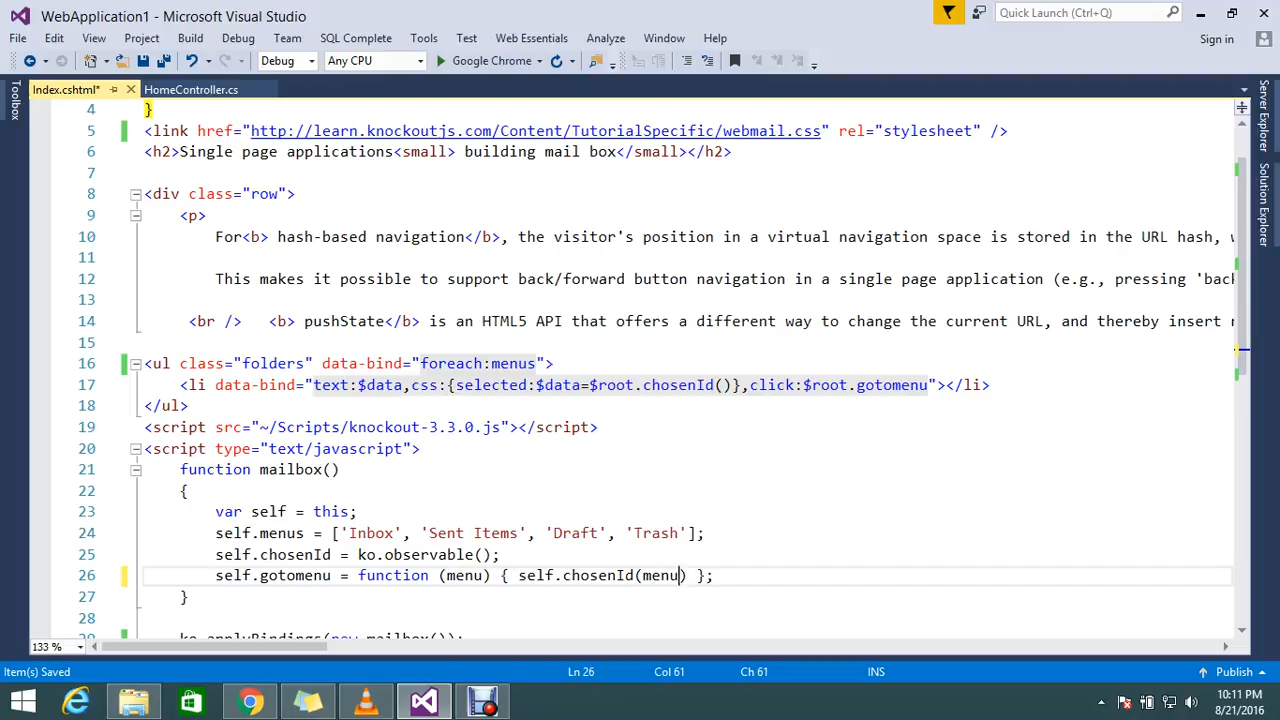 WebApplication1 - Microsoft Visual Studio
Quick Launch (Ctrl+Q)
File Edit View Project Build Debug Team SQL Complete Tools Test Web Essentials Analyze Window Help
Sign in
Debug Any CPU Google Chrome
Index.cshtml* HomeController.cs
Toolbox
Server Explorer
Solution Explorer
4 }
5 <link href="http://learn.knockoutjs.com/Content/TutorialSpecific/webmail.css" rel="stylesheet" />
6 <h2>Single page applications<small> building mail box</small></h2>
7
8 <div class="row">
9 <p>
10 For<b> hash-based navigation</b>, the visitor's position in a virtual navigation space is stored in the URL hash, w
11
12 This makes it possible to support back/forward button navigation in a single page application (e.g., pressing 'back
13
14 <br /> <b> pushState</b> is an HTML5 API that offers a different way to change the current URL, and thereby insert n
15
16 <ul class="folders" data-bind="foreach:menus">
17 <li data-bind="text:$data,css:{selected:$data=$root.chosenId()},click:$root.gotomenu"></li>
18 </ul>
19 <script src="~/Scripts/knockout-3.3.0.js"></script>
20 <script type="text/javascript">
21 function mailbox()
22 {
23 var self = this;
24 self.menus = ['Inbox', 'Sent Items', 'Draft', 'Trash'];
25 self.chosenId = ko.observable();
26 self.gotomenu = function (menu) { self.chosenId(menu) };
27 }
28
29 ko.applyBindings(new mailbox());
133 %
Item(s) Saved Ln 26 Col 61 Ch 61 INS Publish
10:11 PM
8/21/2016